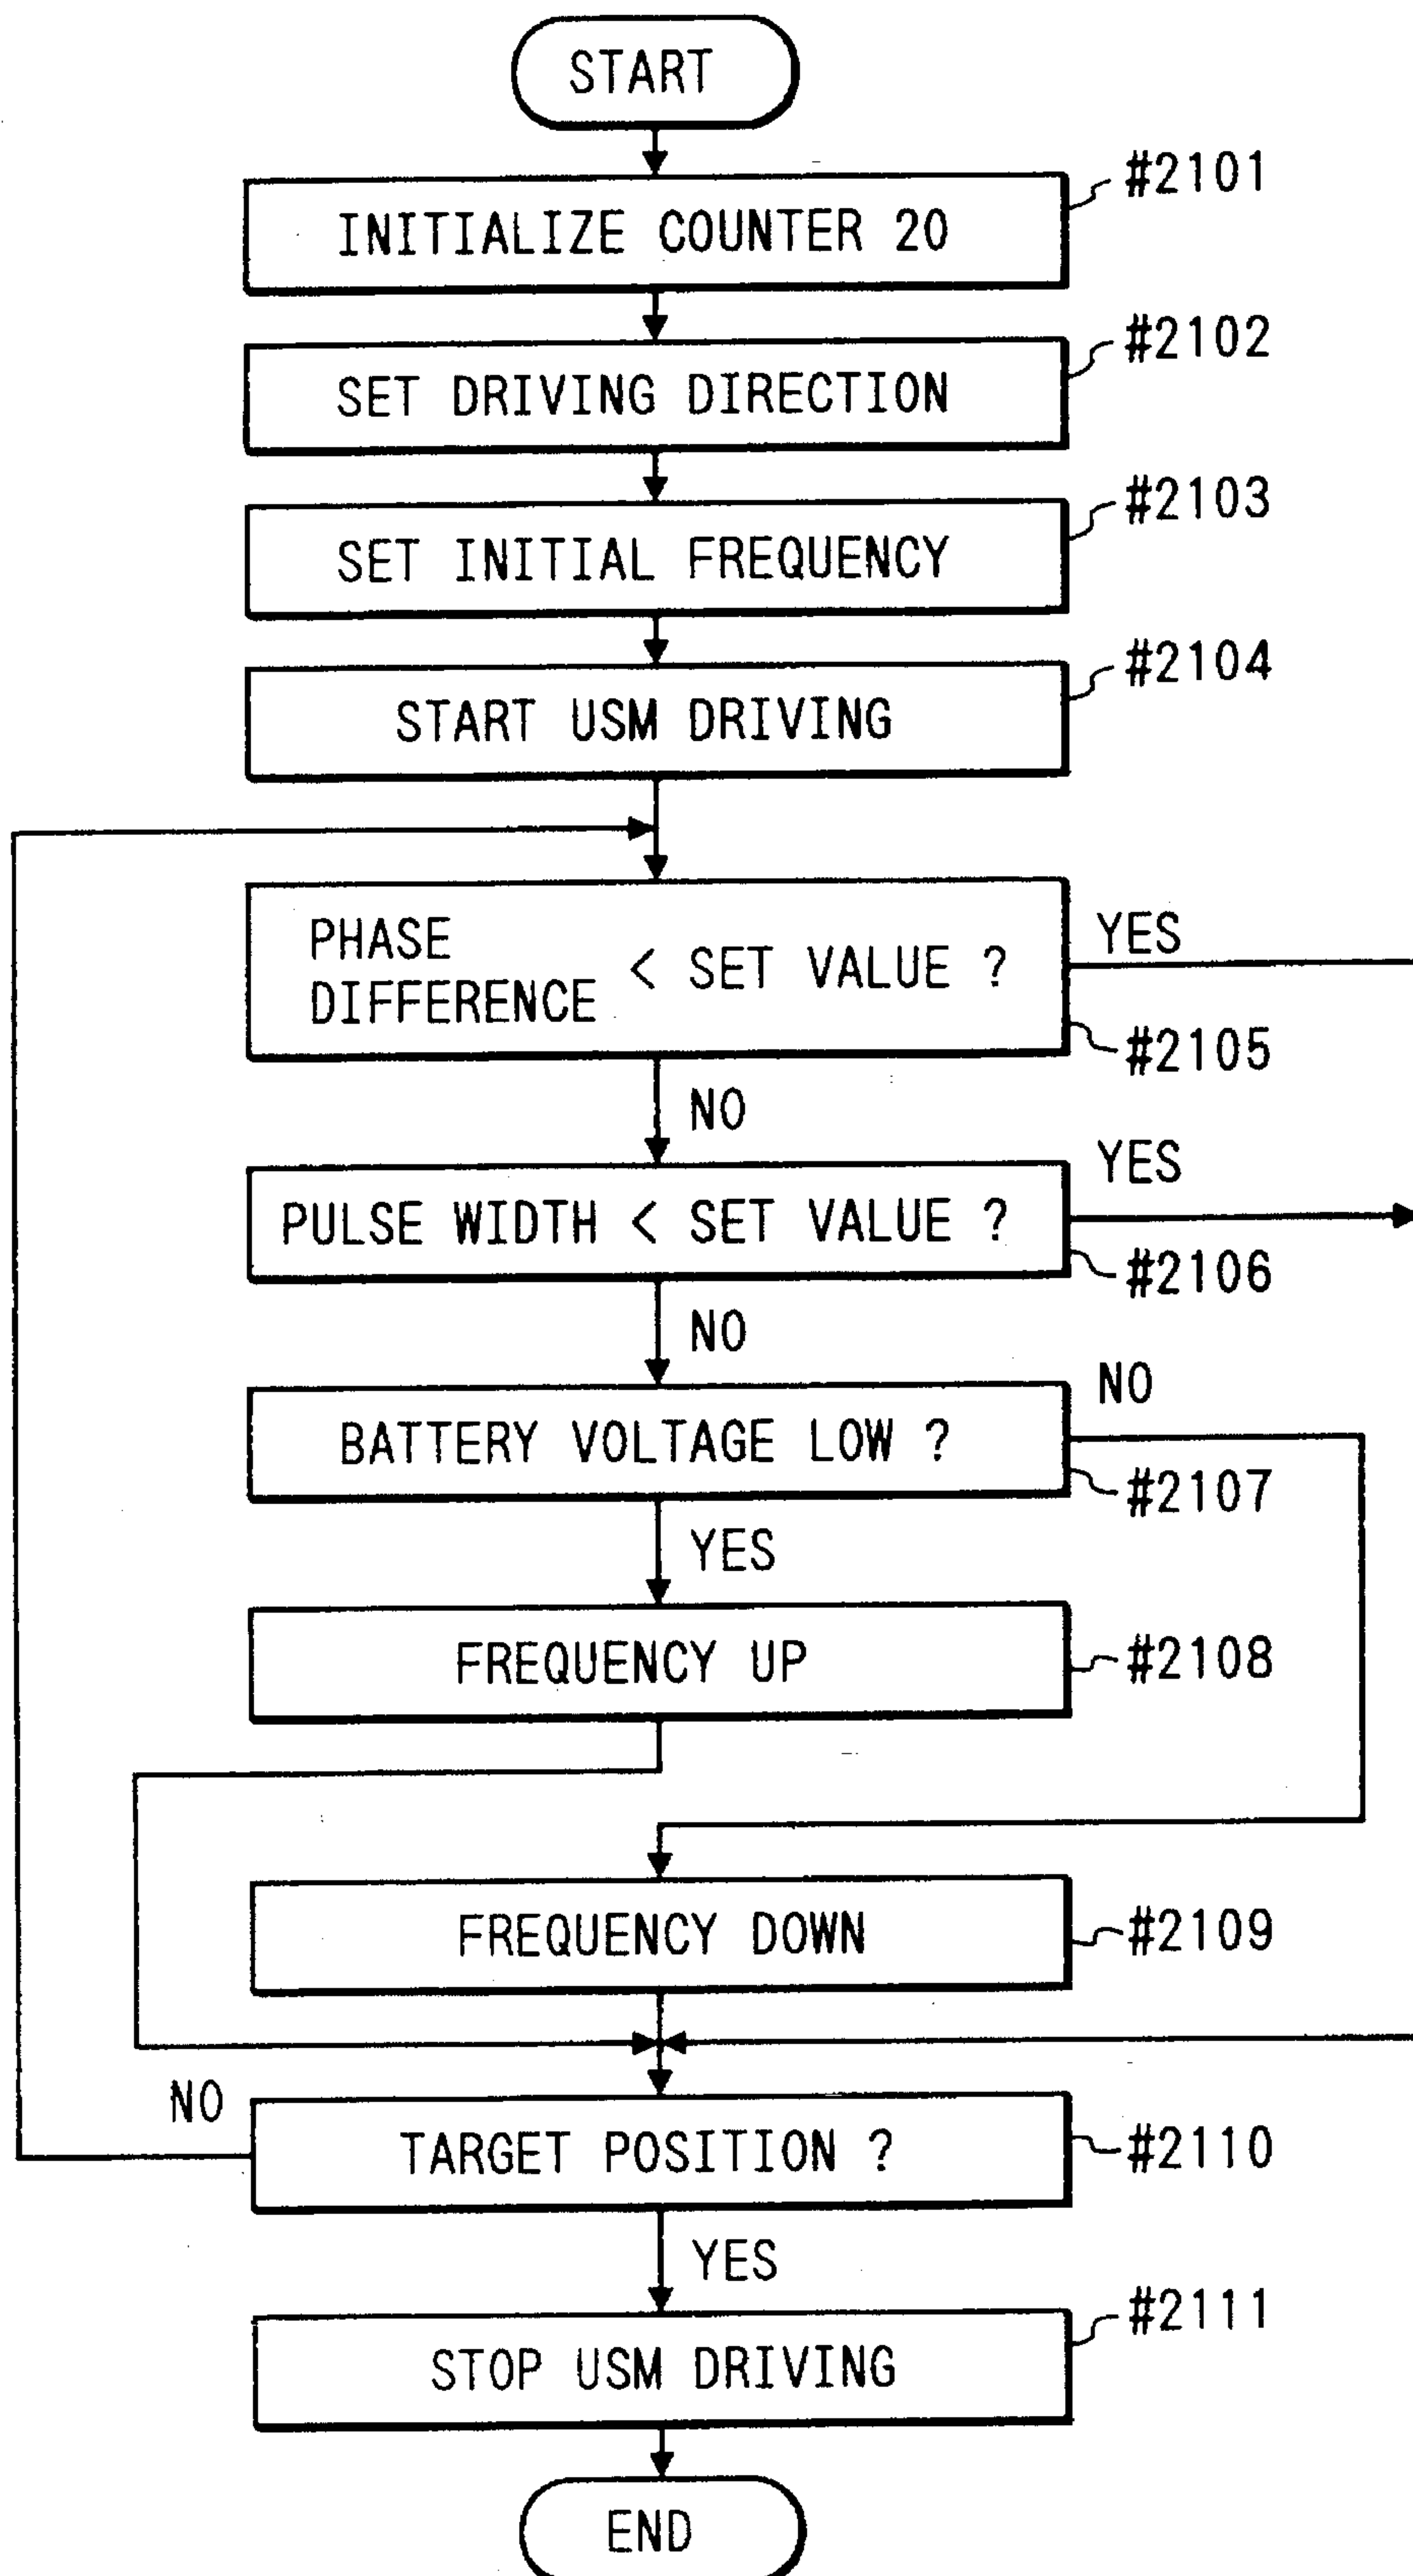 START
#2101
INITIALIZE COUNTER 20
#2102
SET DRIVING DIRECTION
#2103
SET INITIAL FREQUENCY
#2104
START USM DRIVING
PHASE
DIFFERENCE < SET VALUE ?
YES
#2105
NO
YES
PULSE WIDTH < SET VALUE ?
#2106
NO
NO
BATTERY VOLTAGE LOW ?
#2107
YES
FREQUENCY UP
#2108
FREQUENCY DOWN
#2109
NO
TARGET POSITION ?
#2110
YES
#2111
STOP USM DRIVING
END